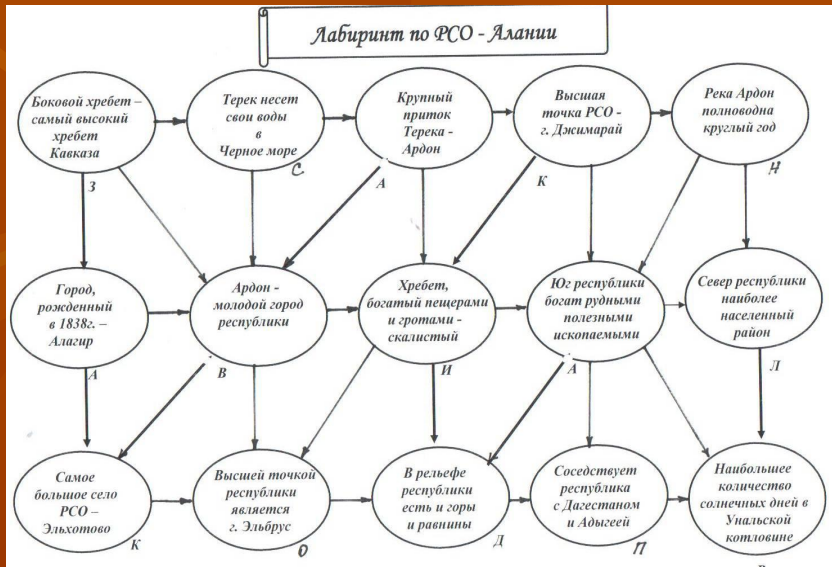 Лабиринт по РСО - Алании
Боковой хребет –
самый высокий
хребет
Кавказа
З
Терек несет
свои воды
в
Черное море
С
Крупный
приток
Терека -
Ардон
А
Высшая
точка РСО -
г. Джимарай
К
Река Ардон
полноводна
круглый год
Н
Город,
рожденный
в 1838г. –
Алагир
А
Ардон -
молодой город
республики
В
Хребет,
богатый пещерами
и гротами -
скалистый
И
Юг республики
богат рудными
полезными
ископаемыми
А
Север республики
наиболее
населенный
район
Л
Самое
большое село
РСО –
Эльхотово
К
Высшей точкой
республики
является
г. Эльбрус
О
В рельефе
республики
есть и горы
и равнины
Д
Соседствует
республика
с Дагестаном
и Адыгеей
П
Наибольшее
количество
солнечных дней в
Унальской
котловине